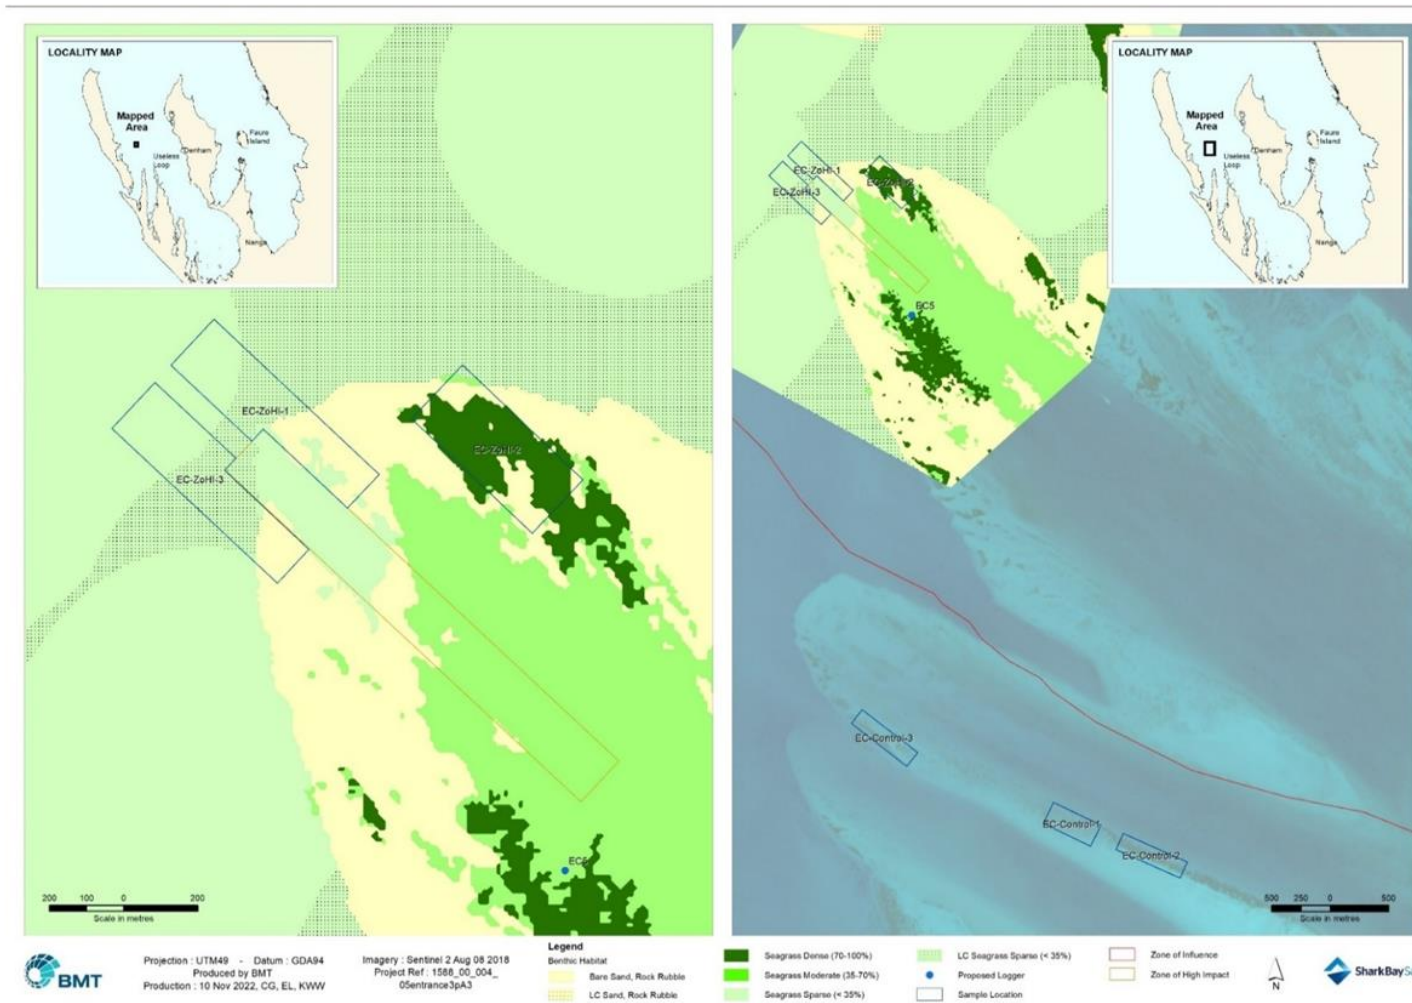 LOCALITY MAP
Mapped
Area
Useless
Loop
Denham
Faure
Island
Nanga
EC-ZoHI-1
EC-ZoHI-3
EC-ZoHI-2
EC5
200 100 0 200
Scale in metres
LOCALITY MAP
Mapped
Area
Useless
Loop
Denham
Faure
Island
Nanga
EC-ZoHI-1
EC-ZoHI-3
EC-ZoHI-2
EC5
EC-Control-3
EC-Control-1
EC-Control-2
500 250 0 500
Scale in metres
BMT
Projection : UTM49 - Datum : GDA94
Produced by BMT
Production : 10 Nov 2022, CG, EL, KWW
Imagery : Sentinel 2 Aug 08 2018
Project Ref : 1588_00_004_
05entrance3pA3
Legend
Benthic Habitat
Bare Sand, Rock Rubble
LC Sand, Rock Rubble
Seagrass Dense (70-100%)
Seagrass Moderate (35-70%)
Seagrass Sparse (< 35%)
LC Seagrass Sparse (< 35%)
Proposed Logger
Sample Location
Zone of Influence
Zone of High Impact
N
SharkBayS